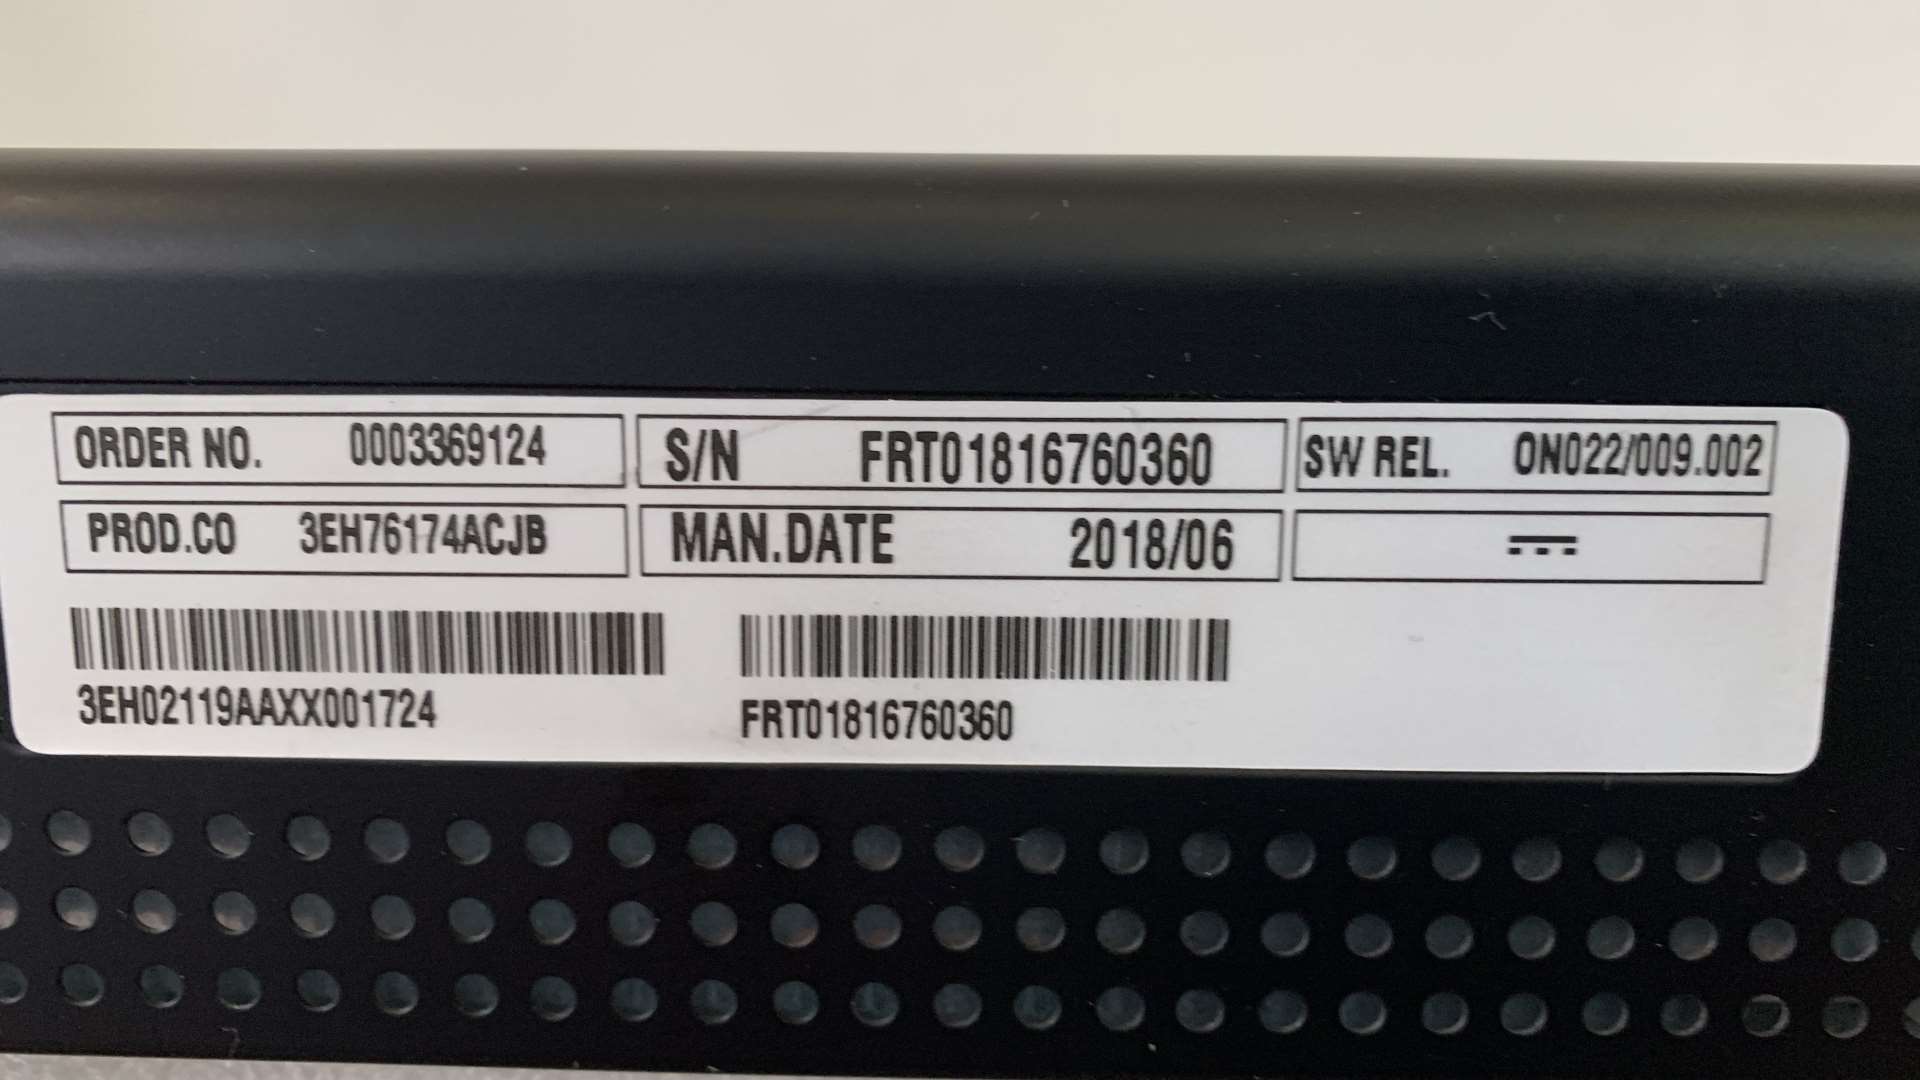 ORDER NO. 0003369124
S/N FRT01816760360
SW REL. ON022/009.002
PROD.CO 3EH76174ACJB
MAN.DATE 2018/06
3EH02119AAXX001724
FRT01816760360